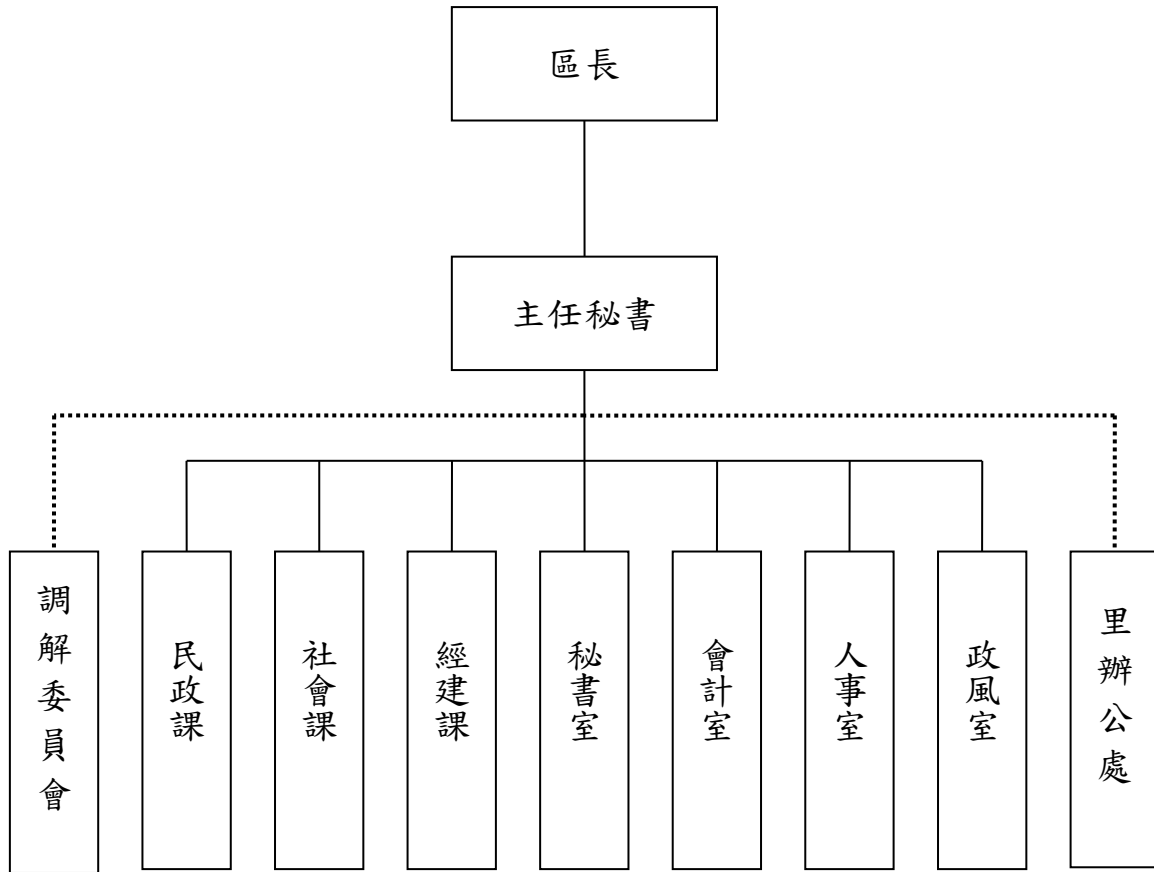 區長
主任秘書
調解委員會
民政課
社會課
經建課
秘書室
會計室
人事室
政風室
里辦公處